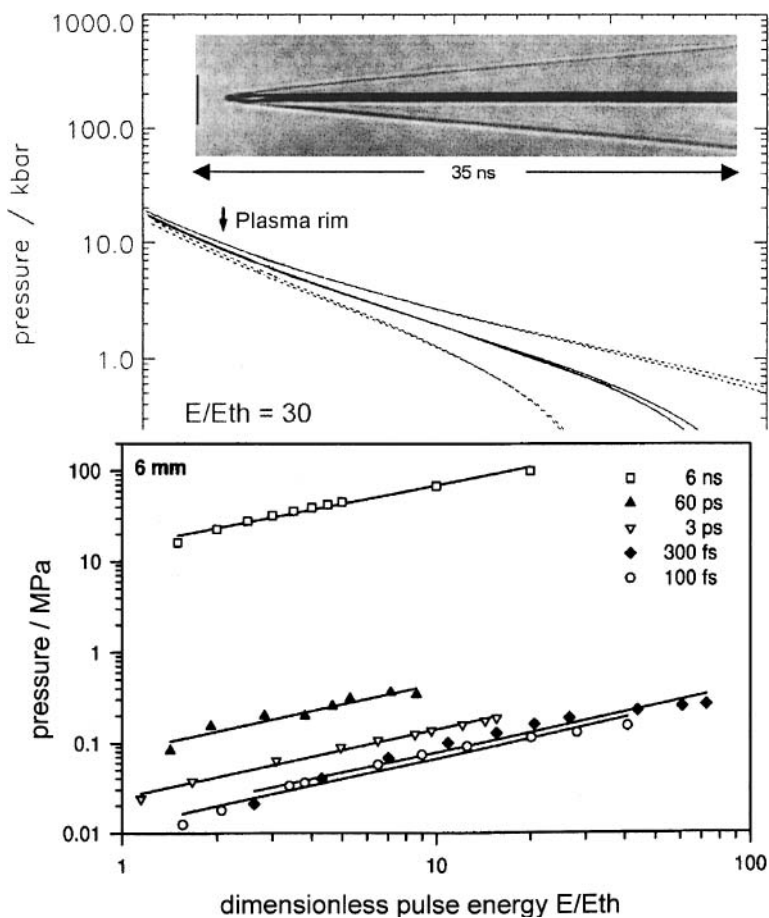 1000.0
100.0
10.0
1.0
pressure / kbar
35 ns
Plasma rim
E/Eth = 30
6 mm
6 ns
60 ps
3 ps
300 fs
100 fs
100
10
1
0.1
0.01
pressure / MPa
1 10 100
dimensionless pulse energy E/Eth